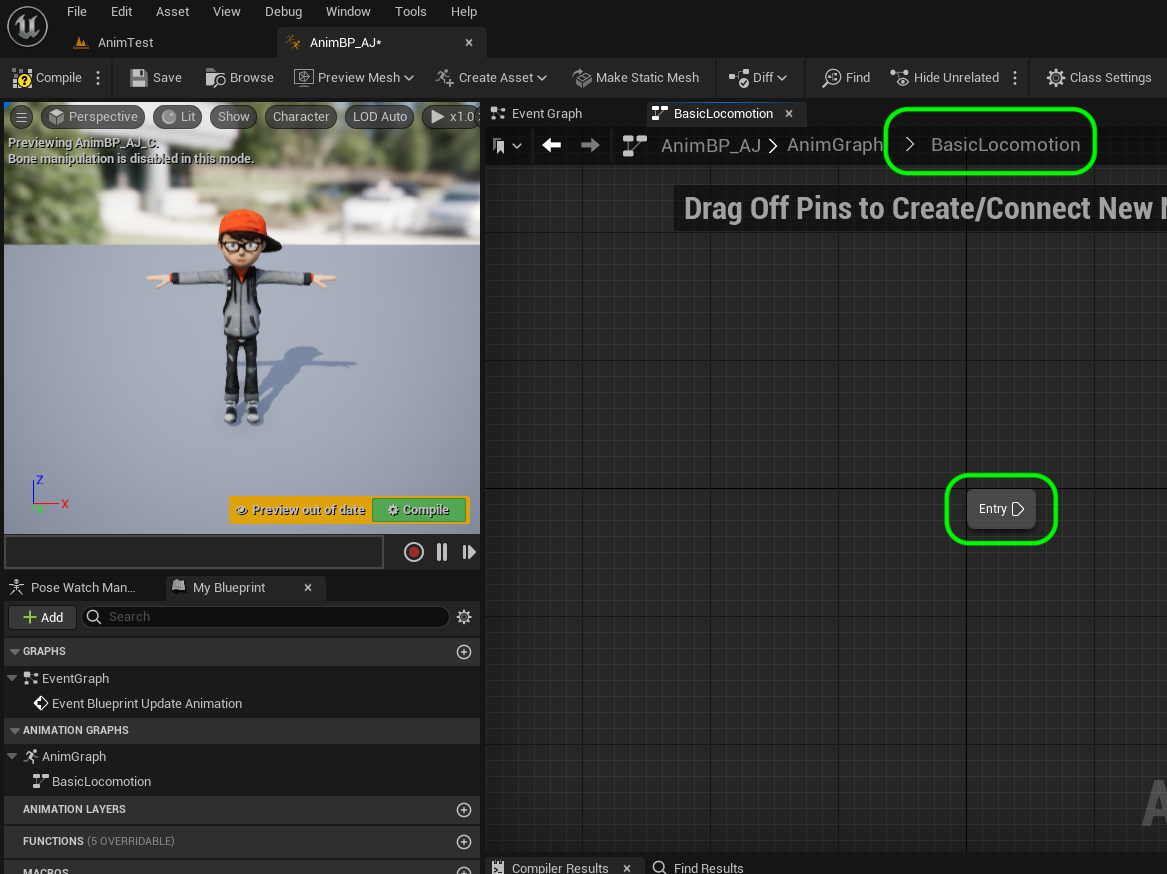 File Edit Asset View Debug Window Tools Help
AnimTest
AnimBP_AJ*
Compile Save Browse Preview Mesh Create Asset Make Static Mesh Diff Find Hide Unrelated Class Settings
Perspective Lit Show Character LOD Auto x1.0
Previewing AnimBP_AJ_C.
Bone manipulation is disabled in this mode.
Z
X
Y
Preview out of date Compile
Event Graph
BasicLocomotion
AnimBP_AJ > AnimGraph > BasicLocomotion
Drag Off Pins to Create/Connect New
Entry
A
Pose Watch Man...
My Blueprint
+ Add
Search
GRAPHS
EventGraph
Event Blueprint Update Animation
ANIMATION GRAPHS
AnimGraph
BasicLocomotion
ANIMATION LAYERS
FUNCTIONS (5 OVERRIDABLE)
MACROS
Compiler Results
Find Results